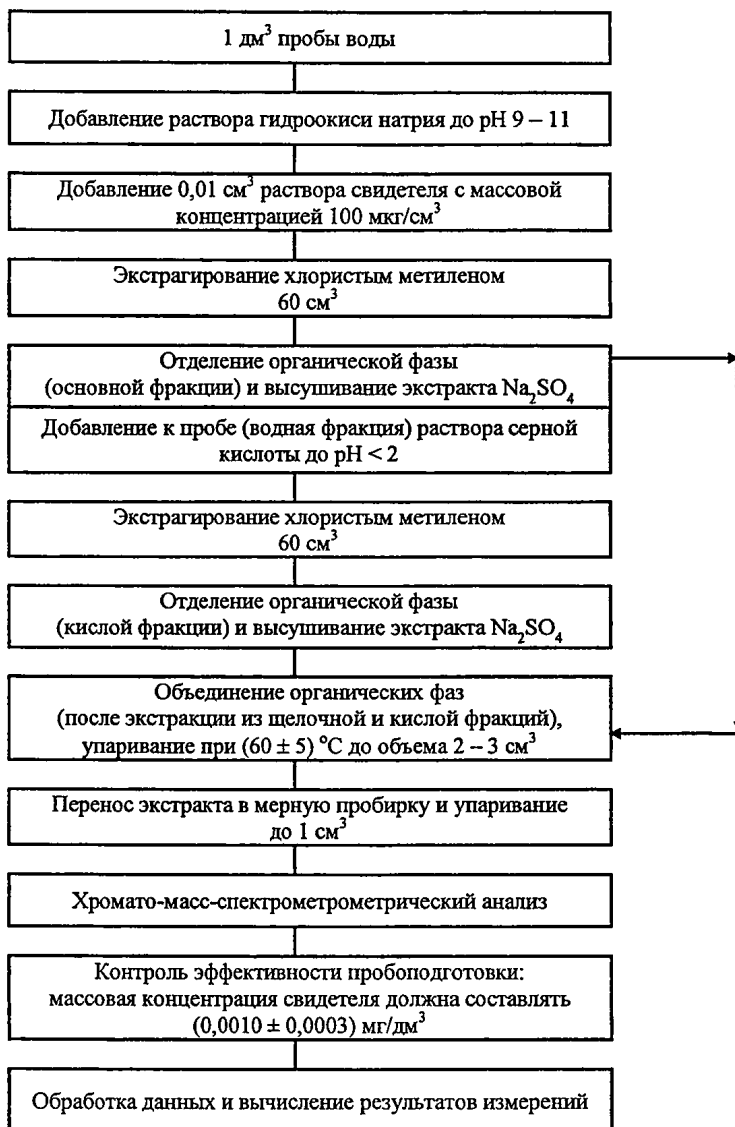 1 дм³ пробы воды
Добавление раствора гидроокиси натрия до pH 9 – 11
Добавление 0,01 см³ раствора свидетеля с массовой
концентрацией 100 мкг/см³
Экстрагирование хлористым метиленом
60 см³
Отделение органической фазы
(основной фракции) и высушивание экстракта Na₂SO₄
Добавление к пробе (водная фракция) раствора серной
кислоты до pH < 2
Экстрагирование хлористым метиленом
60 см³
Отделение органической фазы
(кислой фракции) и высушивание экстракта Na₂SO₄
Объединение органических фаз
(после экстракции из щелочной и кислой фракций),
упаривание при (60 ± 5) °C до объема 2 – 3 см³
Перенос экстракта в мерную пробирку и упаривание
до 1 см³
Хромато-масс-спектрометрометрический анализ
Контроль эффективности пробоподготовки:
массовая концентрация свидетеля должна составлять
(0,0010 ± 0,0003) мг/дм³
Обработка данных и вычисление результатов измерений